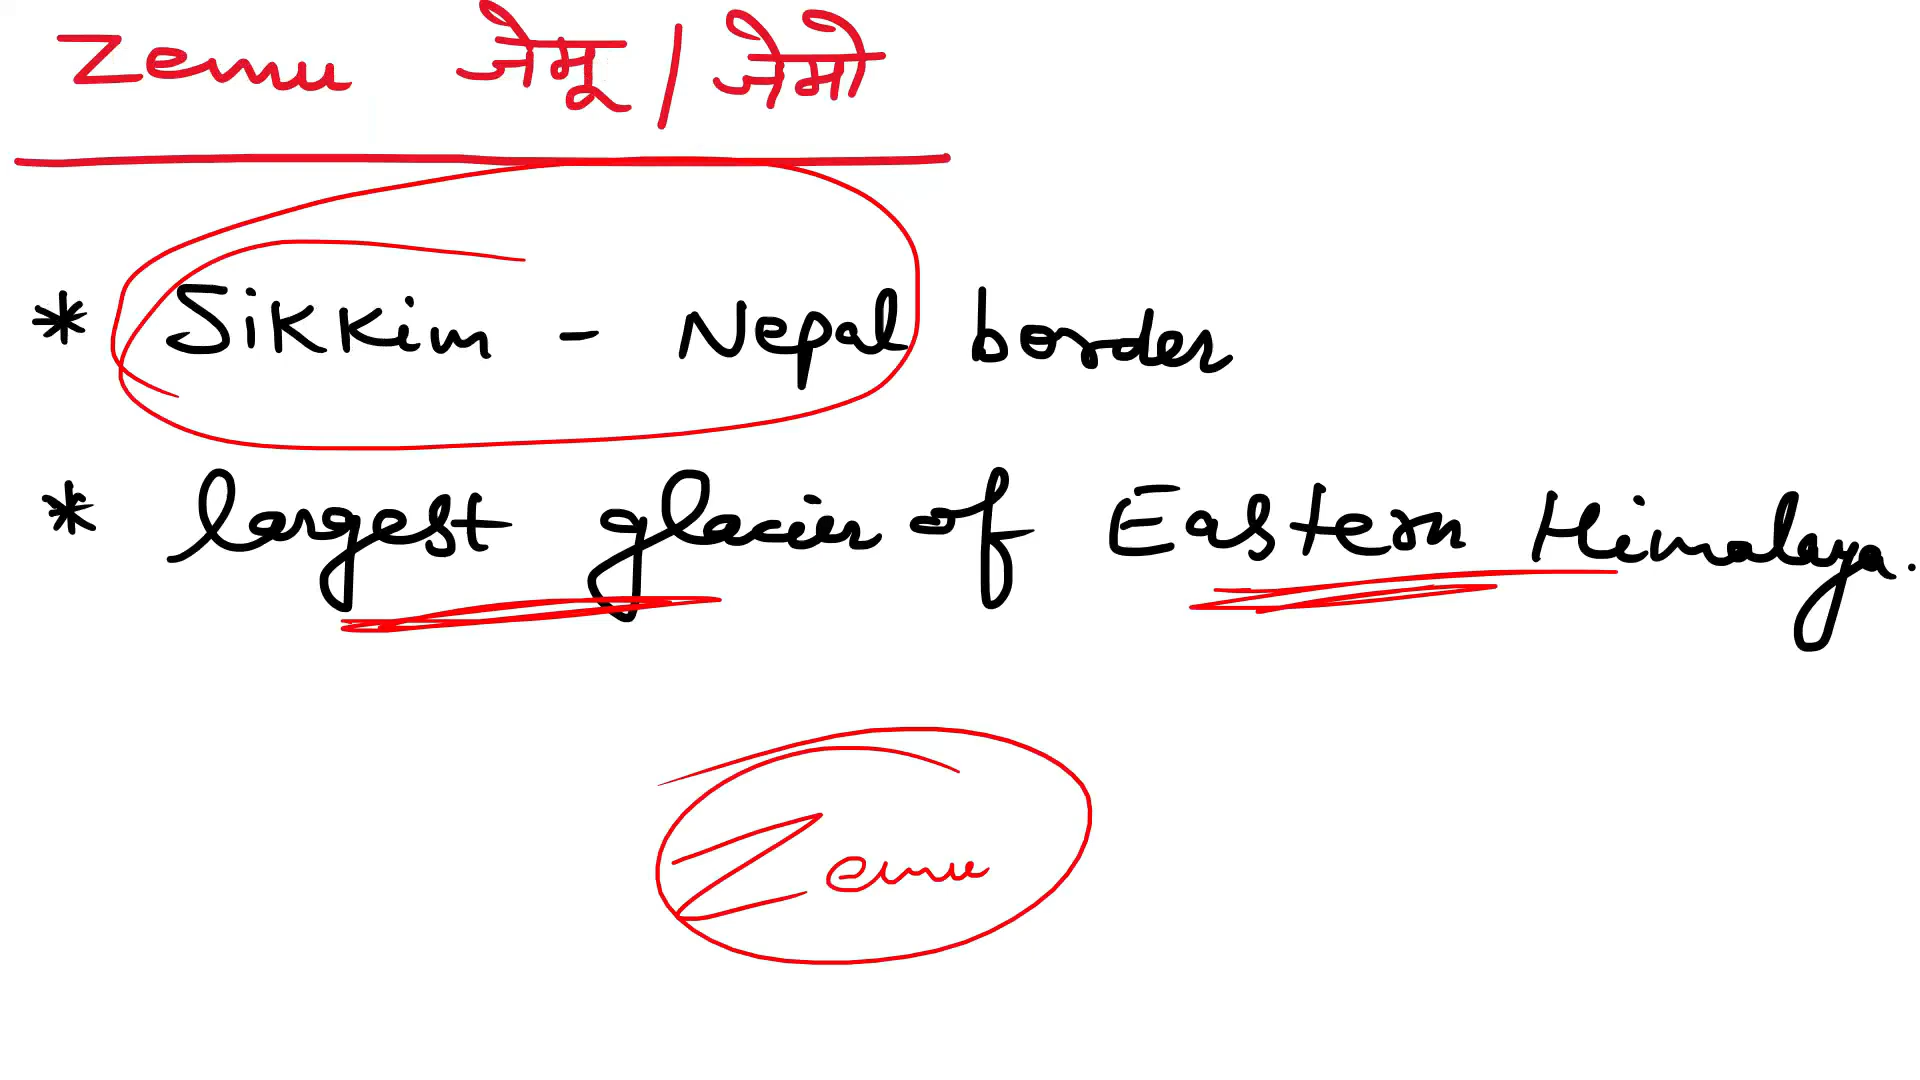 Zemu जेमू / जेमो
* Sikkim - Nepal border
* largest glacier of Eastern Himalaya.
Zemu